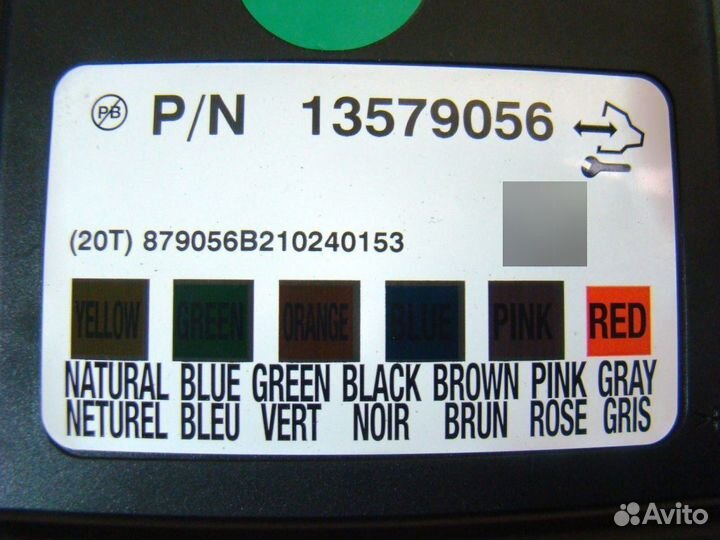 PB P/N 13579056
(20T) 879056B210240153
YELLOW GREEN ORANGE BLUE PINK RED
NATURAL BLUE GREEN BLACK BROWN PINK GRAY
NETUREL BLEU VERT NOIR BRUN ROSE GRIS
Avito